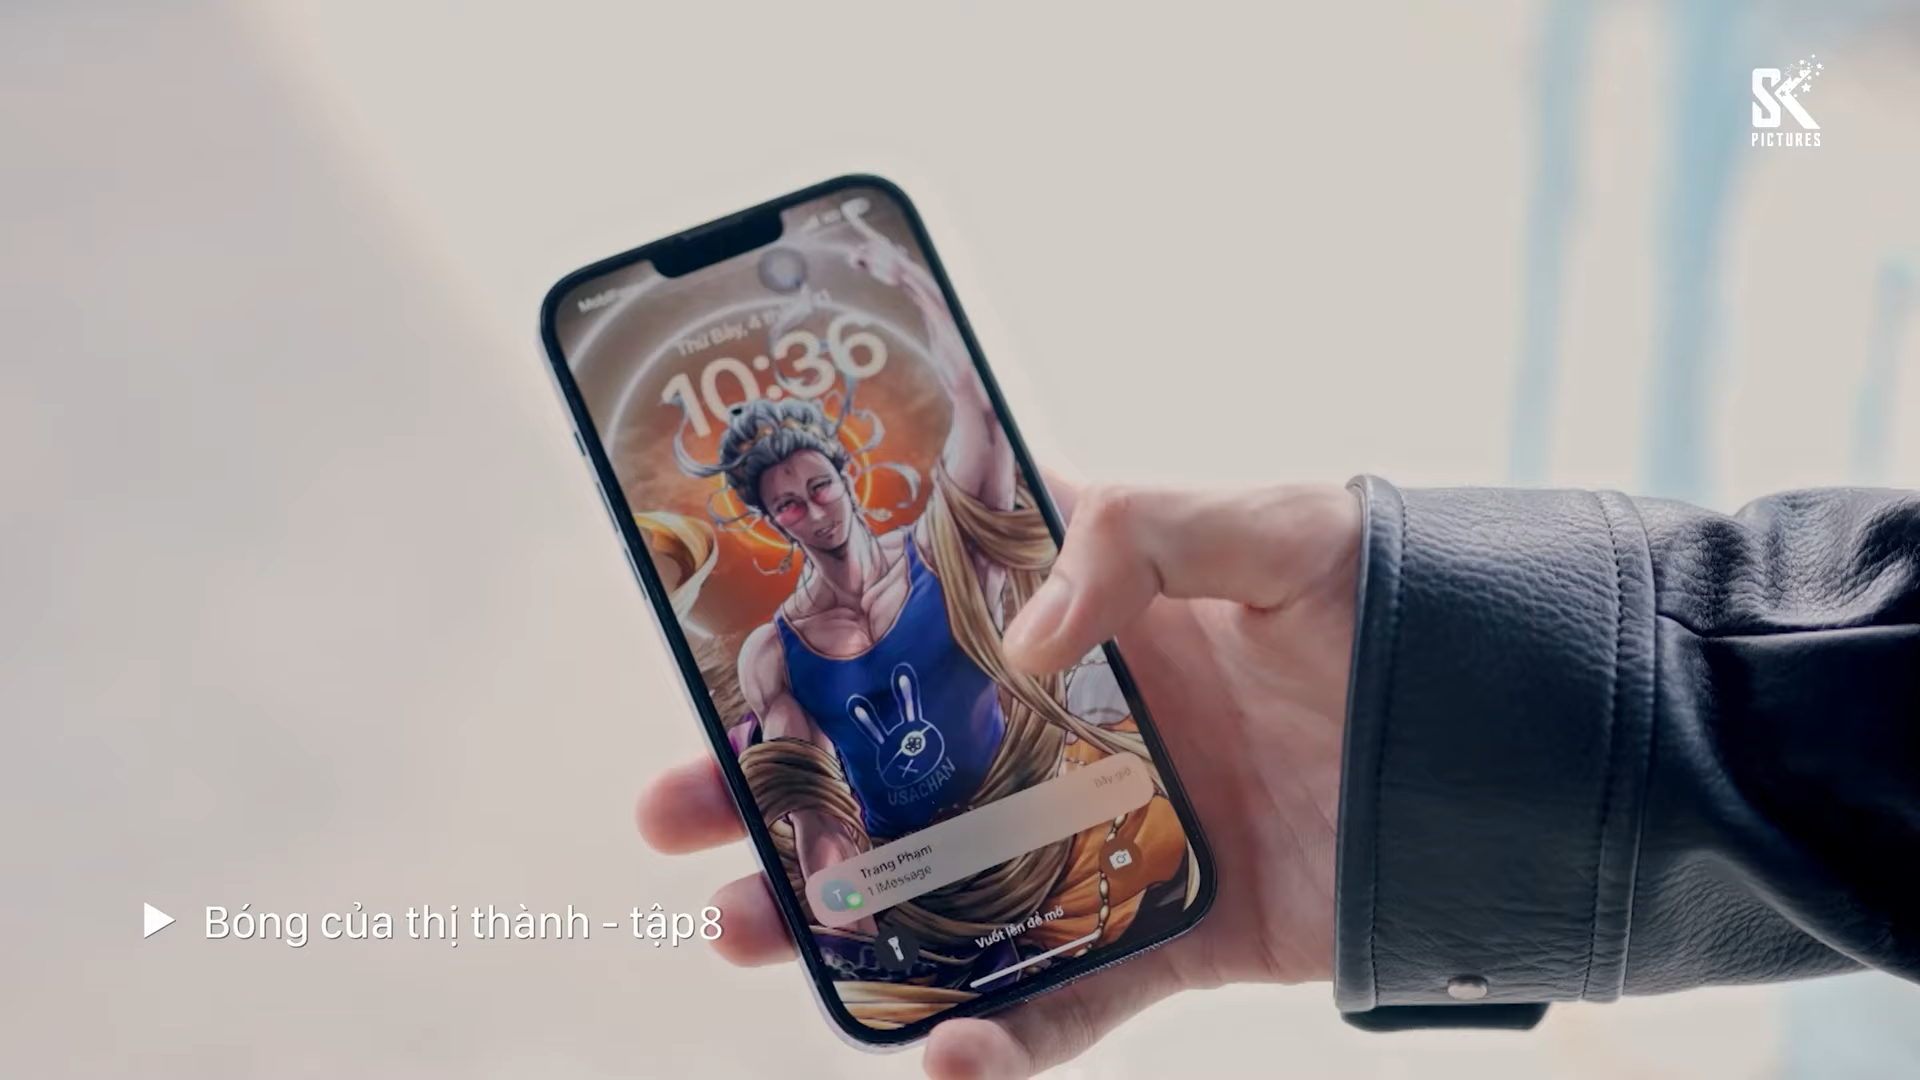 SK
PICTURES
Thứ Bảy, 4
10:36
USACHAN
Bây giờ
Trang Phạm
1 iMessage
Vuốt lên để mở
Bóng của thị thành - tập8